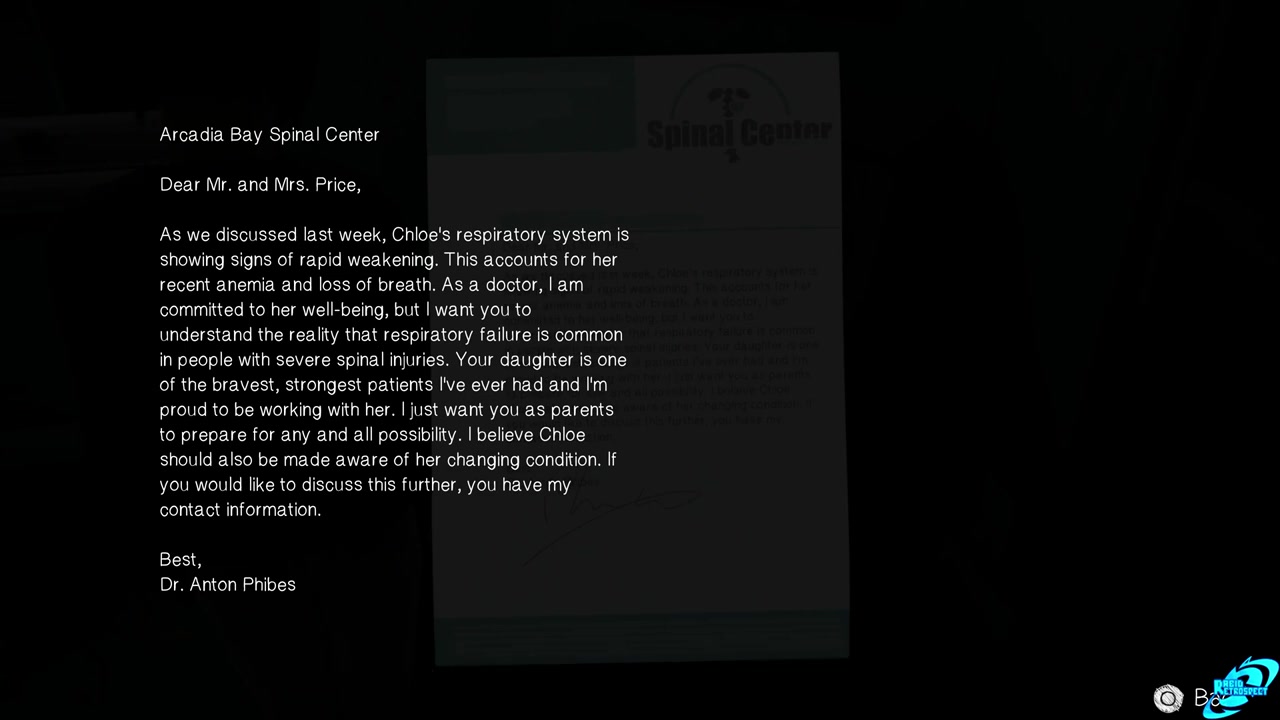 Arcadia Bay Spinal Center
Dear Mr. and Mrs. Price,
As we discussed last week, Chloe's respiratory system is
showing signs of rapid weakening. This accounts for her
recent anemia and loss of breath. As a doctor, I am
committed to her well-being, but I want you to
understand the reality that respiratory failure is common
in people with severe spinal injuries. Your daughter is one
of the bravest, strongest patients I've ever had and I'm
proud to be working with her. I just want you as parents
to prepare for any and all possibility. I believe Chloe
should also be made aware of her changing condition. If
you would like to discuss this further, you have my
contact information.
Best,
Dr. Anton Phibes
Spinal Center
RAPID
RETROSPECT